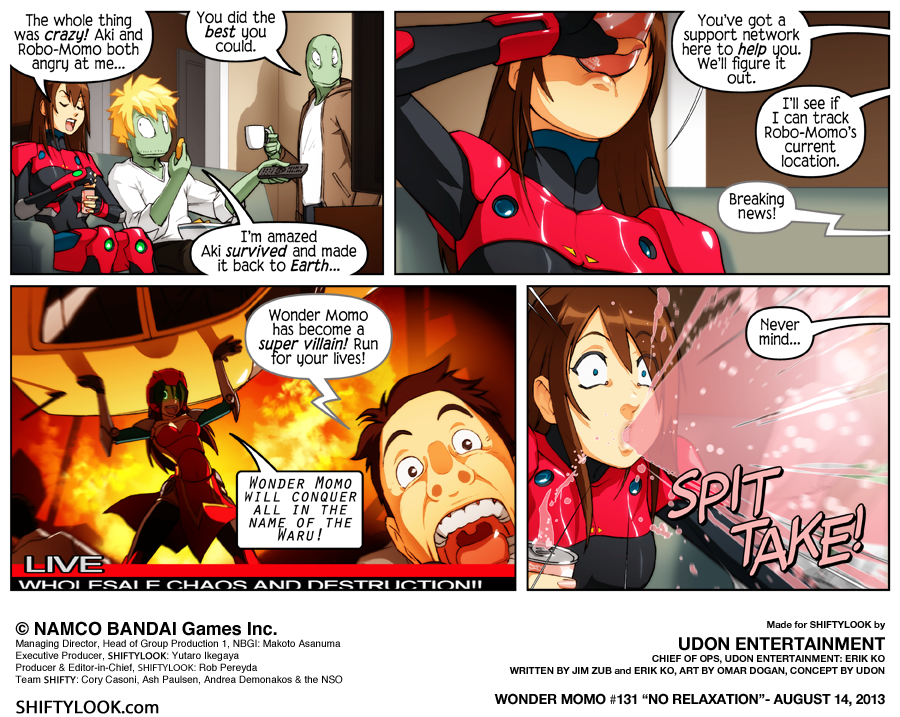 The whole thing
was crazy! Aki and
Robo-Momo both
angry at me...
You did the
best you
could.
I'm amazed
Aki survived and made
it back to Earth...
You've got a
support network
here to help you.
We'll figure it
out.
I'll see if
I can track
Robo-Momo's
current
location.
Breaking
news!
Wonder Momo
has become a
super villain! Run
for your lives!
Wonder Momo
will conquer
all in the
name of the
Waru!
LIVE
WHOLESALE CHAOS AND DESTRUCTION!!
Never
mind...
SPIT
TAKE!
© NAMCO BANDAI Games Inc.
Managing Director, Head of Group Production 1, NBGI: Makoto Asanuma
Executive Producer, SHIFTYLOOK: Yutaro Ikegaya
Producer & Editor-in-Chief, SHIFTYLOOK: Rob Pereyda
Team SHIFTY: Cory Casoni, Ash Paulsen, Andrea Demonakos & the NSO
SHIFTYLOOK.com
Made for SHIFTYLOOK by
UDON ENTERTAINMENT
CHIEF OF OPS, UDON ENTERTAINMENT: ERIK KO
WRITTEN BY JIM ZUB and ERIK KO, ART BY OMAR DOGAN, CONCEPT BY UDON
WONDER MOMO #131 “NO RELAXATION”- AUGUST 14, 2013